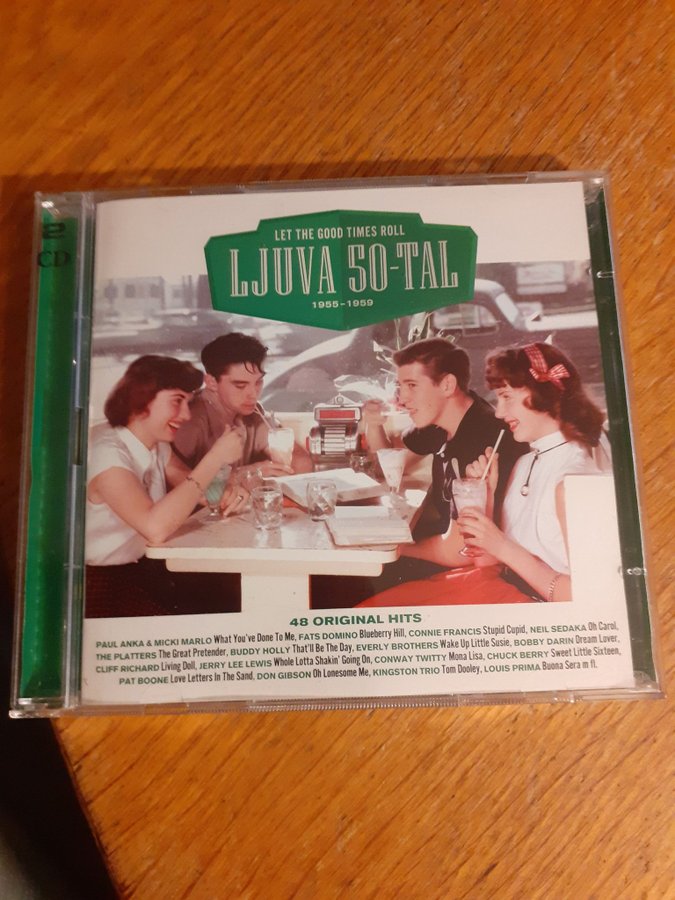 2
CD
LET THE GOOD TIMES ROLL
LJUVA 50-TAL
1955-1959
48 ORIGINAL HITS
PAUL ANKA & MICKI MARLO What You've Done To Me, FATS DOMINO Blueberry Hill, CONNIE FRANCIS Stupid Cupid, NEIL SEDAKA Oh Carol,
THE PLATTERS The Great Pretender, BUDDY HOLLY That'll Be The Day, EVERLY BROTHERS Wake Up Little Susie, BOBBY DARIN Dream Lover,
CLIFF RICHARD Living Doll, JERRY LEE LEWIS Whole Lotta Shakin' Going On, CONWAY TWITTY Mona Lisa, CHUCK BERRY Sweet Little Sixteen,
PAT BOONE Love Letters In The Sand, DON GIBSON Oh Lonesome Me, KINGSTON TRIO Tom Dooley, LOUIS PRIMA Buona Sera m fl.